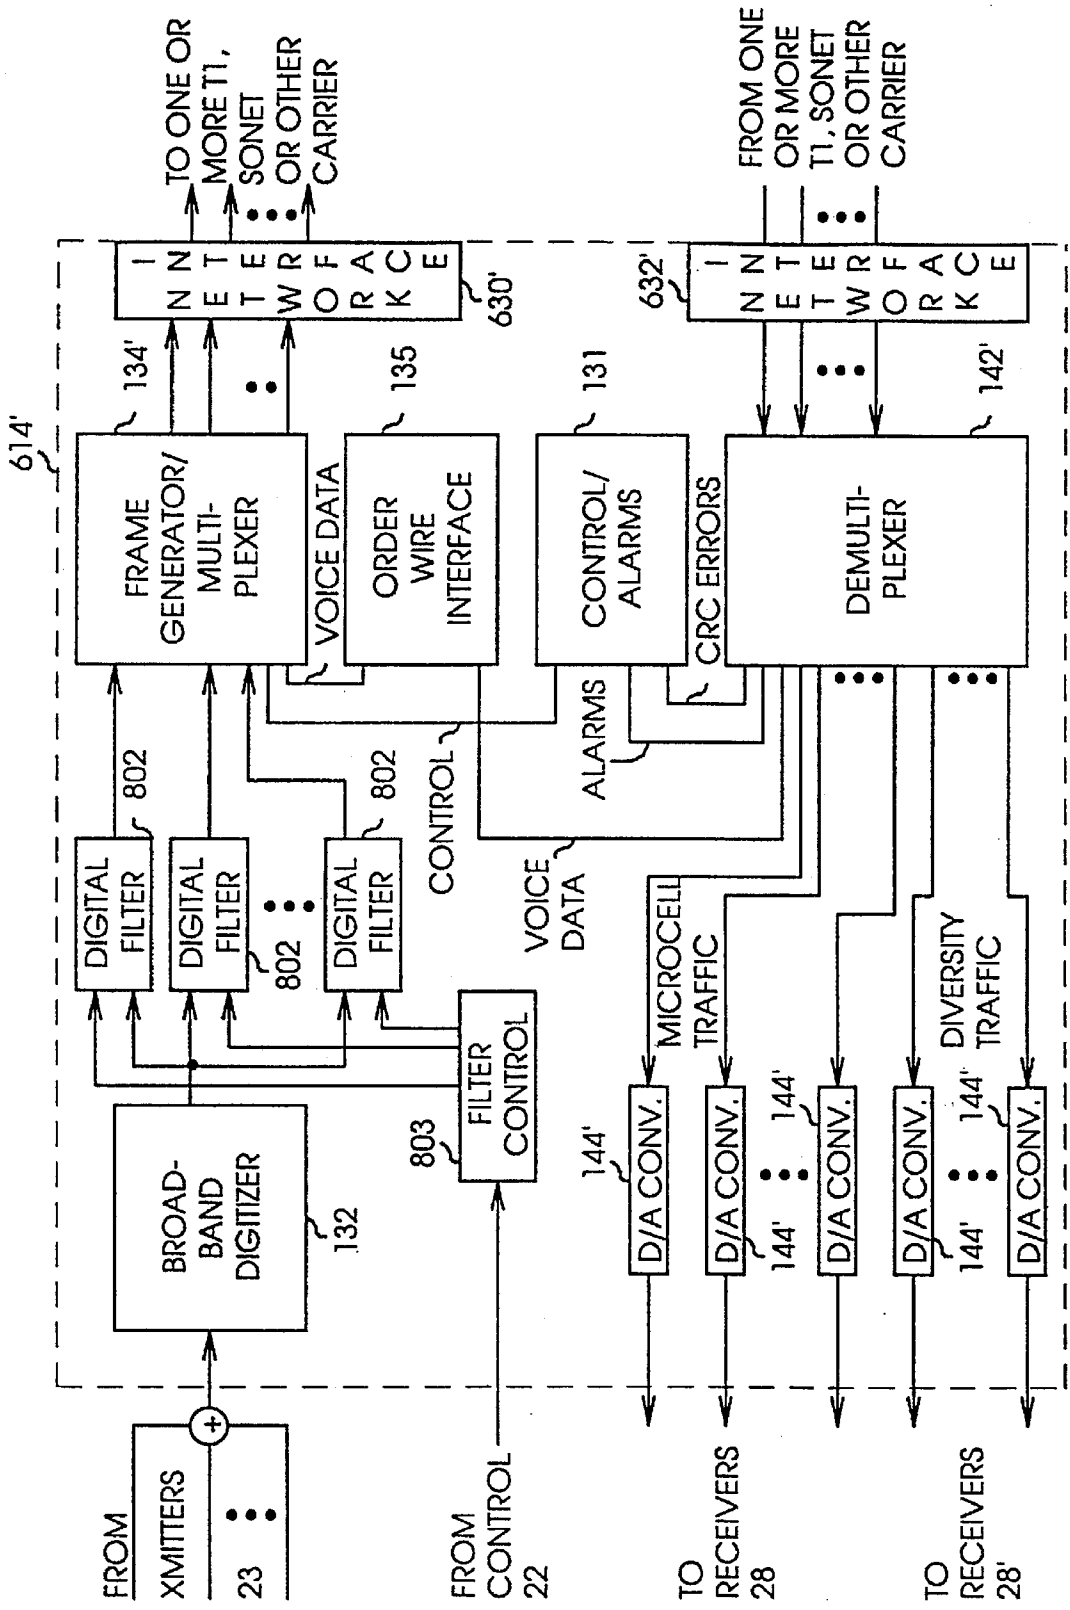 614'
FROM
XMITTERS
23
+
BROAD-
BAND
DIGITIZER
132
DIGITAL
FILTER
802
DIGITAL
FILTER
802
DIGITAL
FILTER
802
FRAME
GENERATOR/
MULTI-
PLEXER
134'
NETWORK
INTERFACE
630'
TO ONE OR
MORE T1,
SONET
OR OTHER
CARRIER
VOICE DATA
ORDER
WIRE
INTERFACE
135
FROM
CONTROL
22
FILTER
CONTROL
803
CONTROL
CONTROL/
ALARMS
131
VOICE
DATA
ALARMS
CRC ERRORS
DEMULTI-
PLEXER
142'
NETWORK
INTERFACE
632'
FROM ONE
OR MORE
T1, SONET
OR OTHER
CARRIER
MICROCELL
TRAFFIC
DIVERSITY
TRAFFIC
D/A CONV.
144'
D/A CONV.
144'
D/A CONV.
144'
D/A CONV.
144'
D/A CONV.
144'
TO
RECEIVERS
28
TO
RECEIVERS
28'